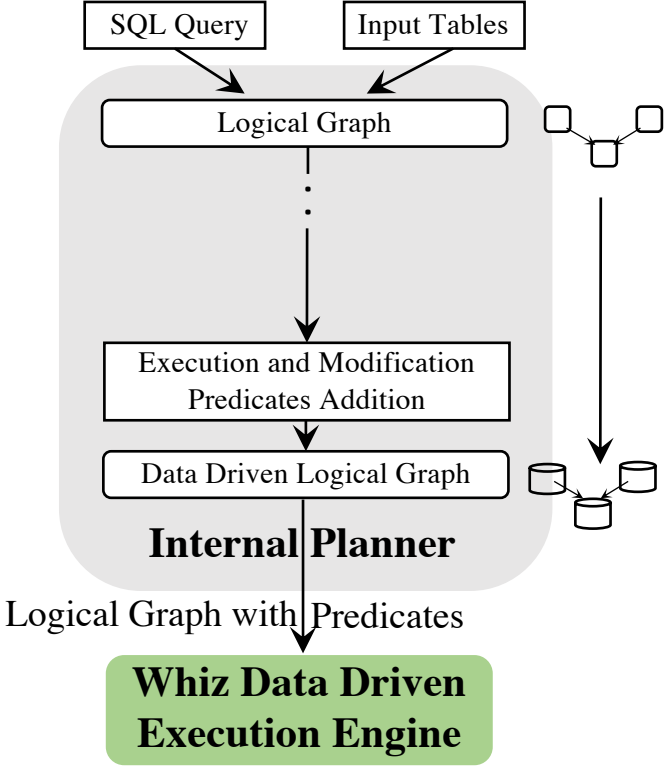 SQL Query
Input Tables
Logical Graph
Execution and Modification
Predicates Addition
Data Driven Logical Graph
Internal Planner
Logical Graph with Predicates
Whiz Data Driven
Execution Engine